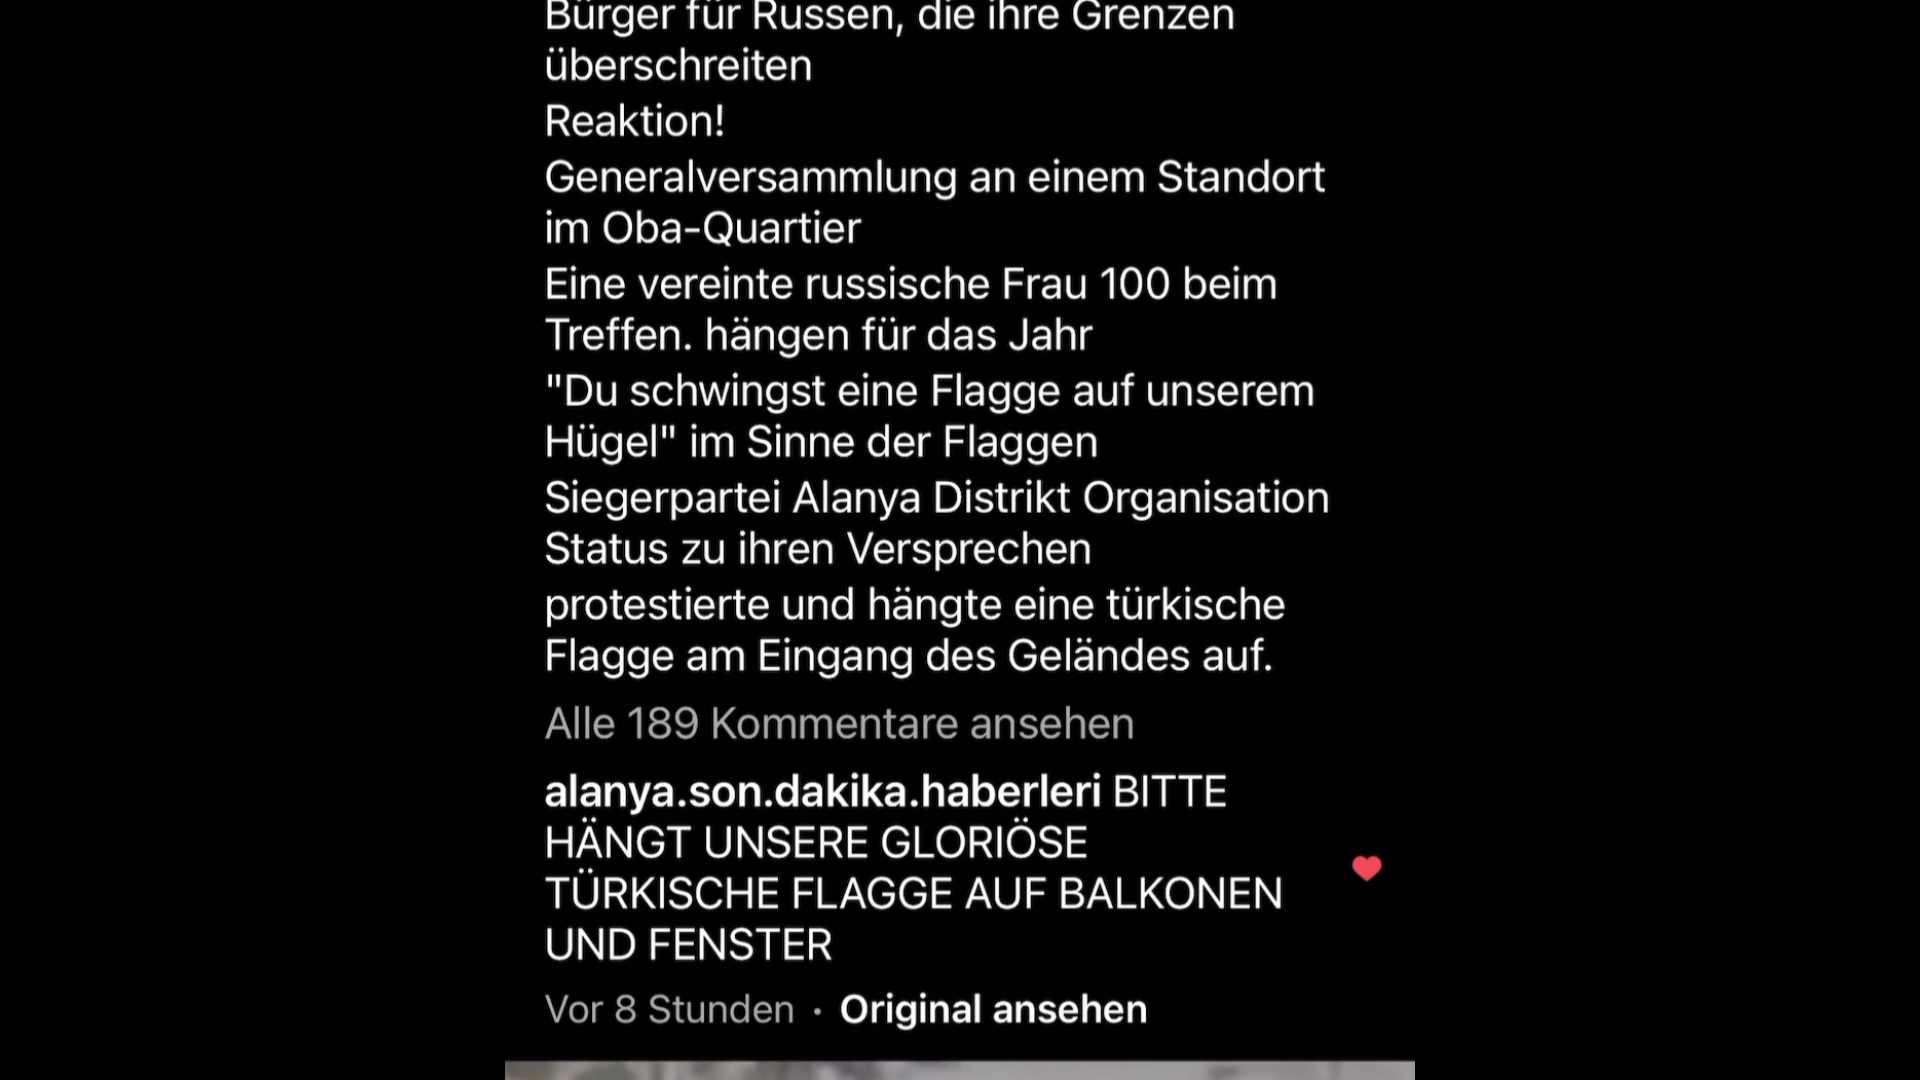 Bürger für Russen, die ihre Grenzen
überschreiten
Reaktion!
Generalversammlung an einem Standort
im Oba-Quartier
Eine vereinte russische Frau 100 beim
Treffen. hängen für das Jahr
"Du schwingst eine Flagge auf unserem
Hügel" im Sinne der Flaggen
Siegerpartei Alanya Distrikt Organisation
Status zu ihren Versprechen
protestierte und hängte eine türkische
Flagge am Eingang des Geländes auf.
Alle 189 Kommentare ansehen
alanya.son.dakika.haberleri BITTE
HÄNGT UNSERE GLORIÖSE
TÜRKISCHE FLAGGE AUF BALKONEN
UND FENSTER
Vor 8 Stunden · Original ansehen